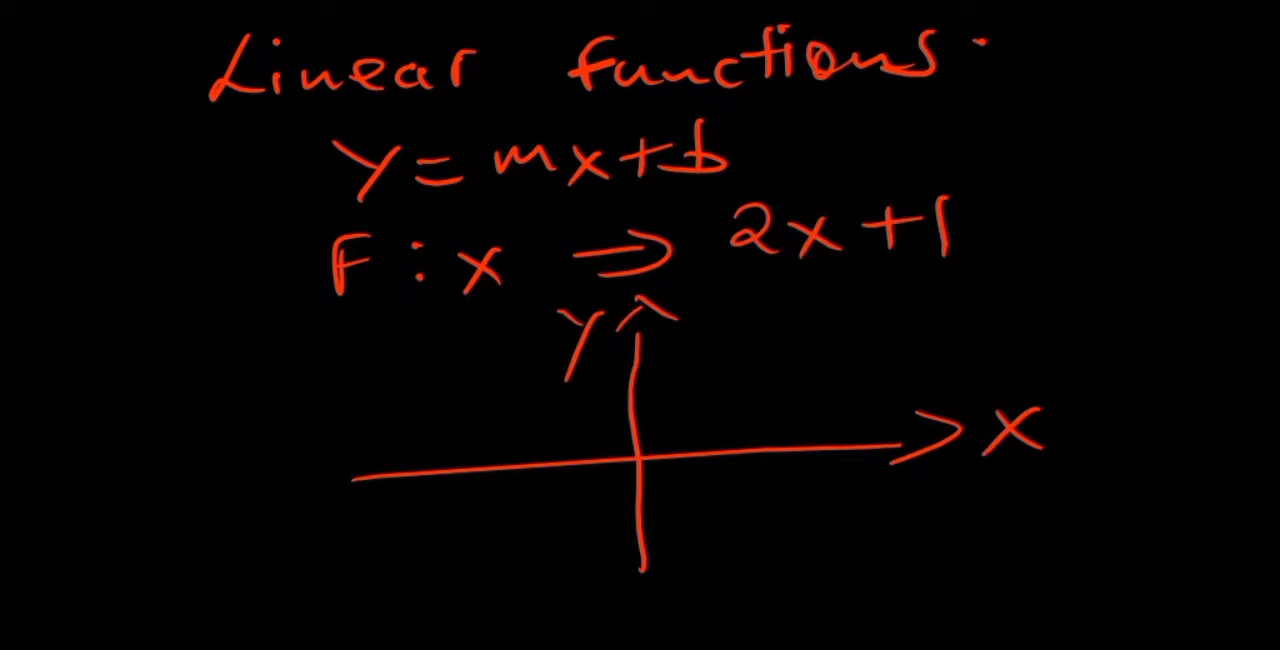 Linear functions.
Y = mx + b
F : x ⇒ 2x + 1
Y
X